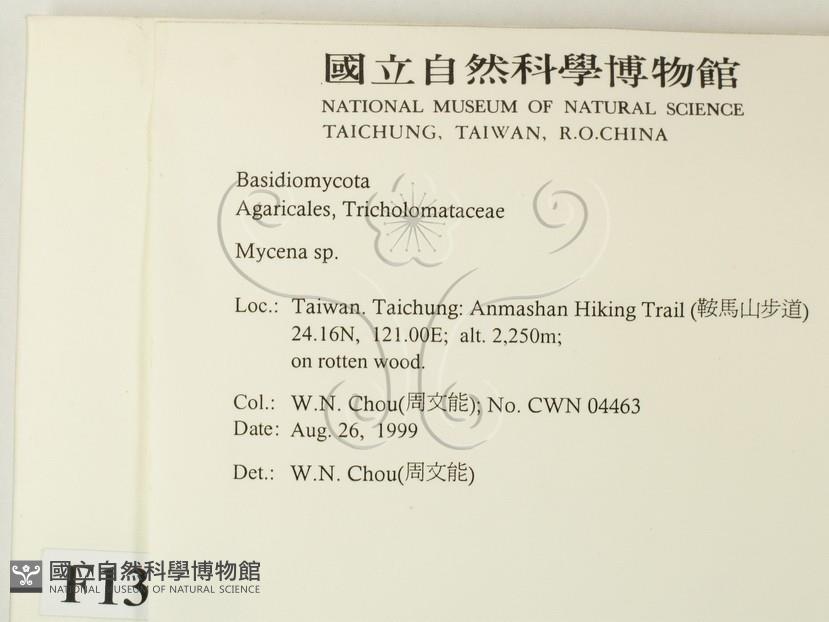 國立自然科學博物館
NATIONAL MUSEUM OF NATURAL SCIENCE
TAICHUNG, TAIWAN, R.O.CHINA
Basidiomycota
Agaricales, Tricholomataceae
Mycena sp.
Loc.: Taiwan. Taichung: Anmashan Hiking Trail (鞍馬山步道)
24.16N, 121.00E; alt. 2,250m;
on rotten wood.
Col.: W.N. Chou(周文能); No. CWN 04463
Date: Aug. 26, 1999
Det.: W.N. Chou(周文能)
國立自然科學博物館
NATIONAL MUSEUM OF NATURAL SCIENCE
F13